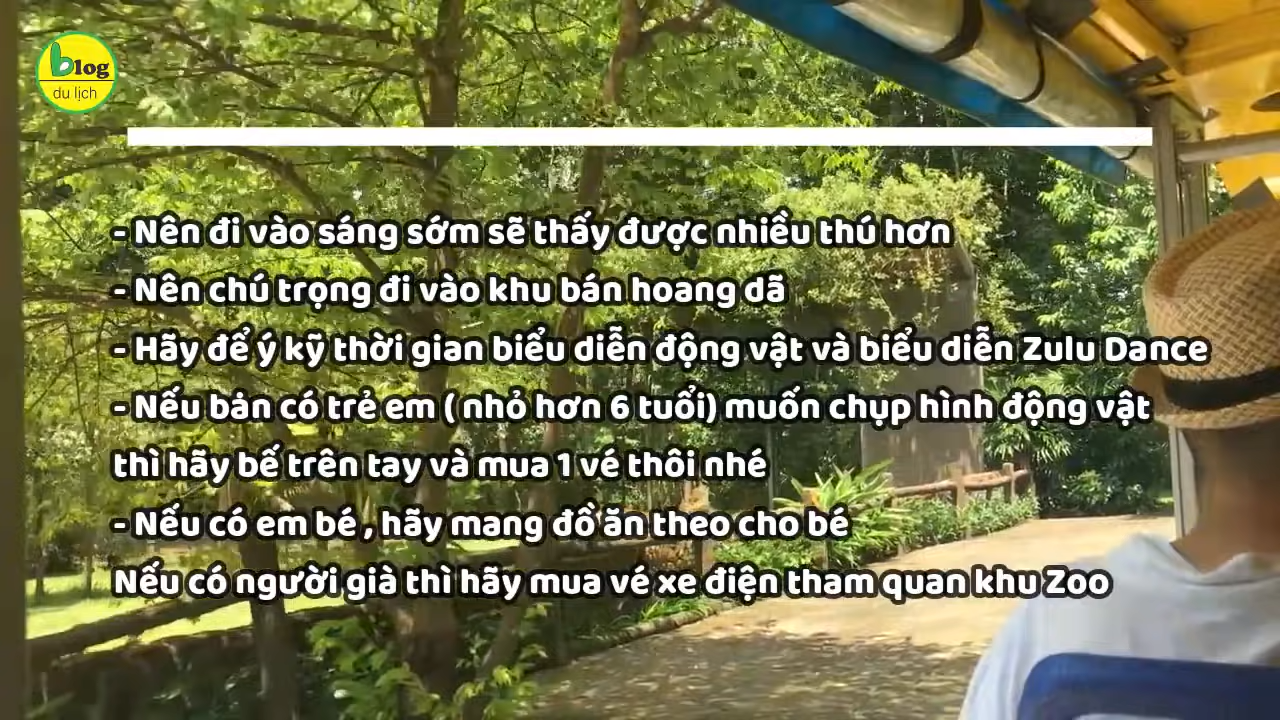 blog
du lịch
- Nên đi vào sáng sớm sẽ thấy được nhiều thú hơn
- Nên chú trọng đi vào khu bán hoang dã
- Hãy để ý kỹ thời gian biểu diễn động vật và biểu diễn Zulu Dance
- Nếu bản có trẻ em ( nhỏ hơn 6 tuổi) muốn chụp hình động vật
thì hãy bế trên tay và mua 1 vé thôi nhé
- Nếu có em bé , hãy mang đồ ăn theo cho bé
Nếu có người già thì hãy mua vé xe điện tham quan khu Zoo